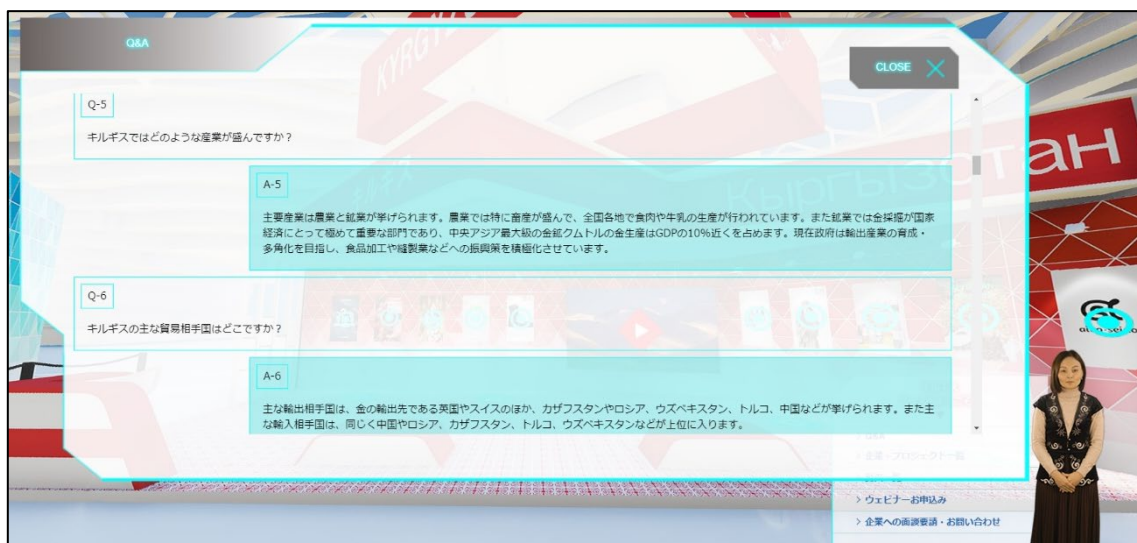 Q&A
CLOSE
KYRGYZ
キルギス
Кыргызстан
Q-5
キルギスではどのような産業が盛んですか？
A-5
主要産業は農業と鉱業が挙げられます。農業では特に畜産が盛んで、全国各地で食肉や牛乳の生産が行われています。また鉱業では金採掘が国家
経済にとって極めて重要な部門であり、中央アジア最大級の金鉱クムトルの金生産はGDPの10％近くを占めます。現在政府は輸出産業の育成・
多角化を目指し、食品加工や縫製業などへの振興策を積極化させています。
Q-6
キルギスの主な貿易相手国はどこですか？
A-6
主な輸出相手国は、金の輸出先である英国やスイスのほか、カザフスタンやロシア、ウズベキスタン、トルコ、中国などが挙げられます。また主
な輸入相手国は、同じく中国やロシア、カザフスタン、トルコ、ウズベキスタンなどが上位に入ります。
> Q&A
> 企業・プロジェクト一覧
> ウェビナーお申込み
> 企業への面談要請・お問い合わせ